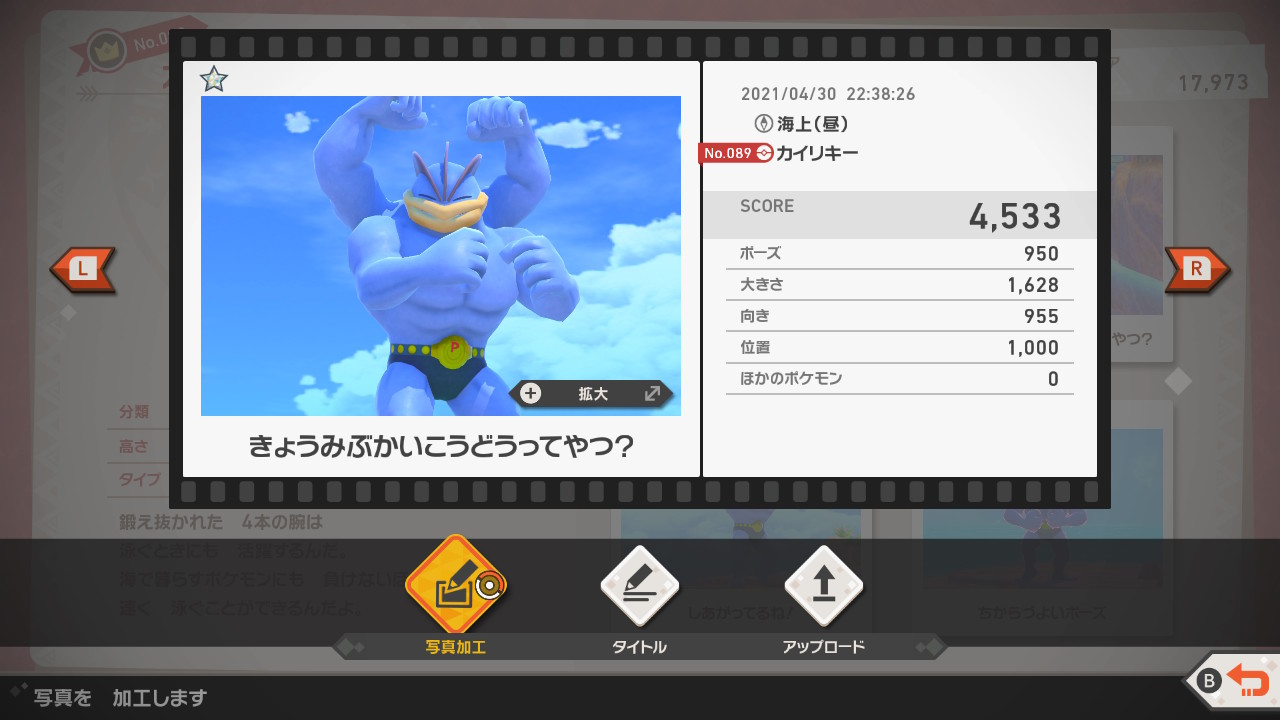 No.0
17,973
2021/04/30 22:38:26
海上(昼)
No.089 カイリキー
SCORE 4,533
ポーズ 950
大きさ 1,628
向き 955
位置 1,000
ほかのポケモン 0
P
拡大
きょうみぶかいこうどうってやつ?
L
R
やつ?
分類
高さ
タイプ
鍛え抜かれた 4本の腕は
泳ぐときにも 活躍するんだ。
海で暮らすポケモンにも 負けない
泳ぐことができるんだよ。
しあがってるね!
ちからづよいポーズ
写真加工
タイトル
アップロード
写真を 加工します
B